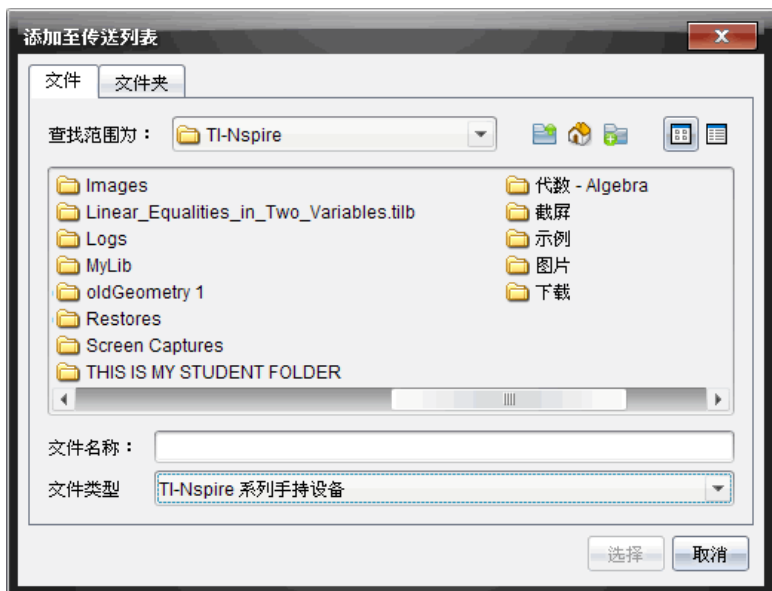 添加至传送列表
文件 文件夹
查找范围为： TI-Nspire
Images
Linear_Equalities_in_Two_Variables.tilb
Logs
MyLib
oldGeometry 1
Restores
Screen Captures
THIS IS MY STUDENT FOLDER
代数 - Algebra
截屏
示例
图片
下载
文件名称：
文件类型 TI-Nspire 系列手持设备
选择 取消